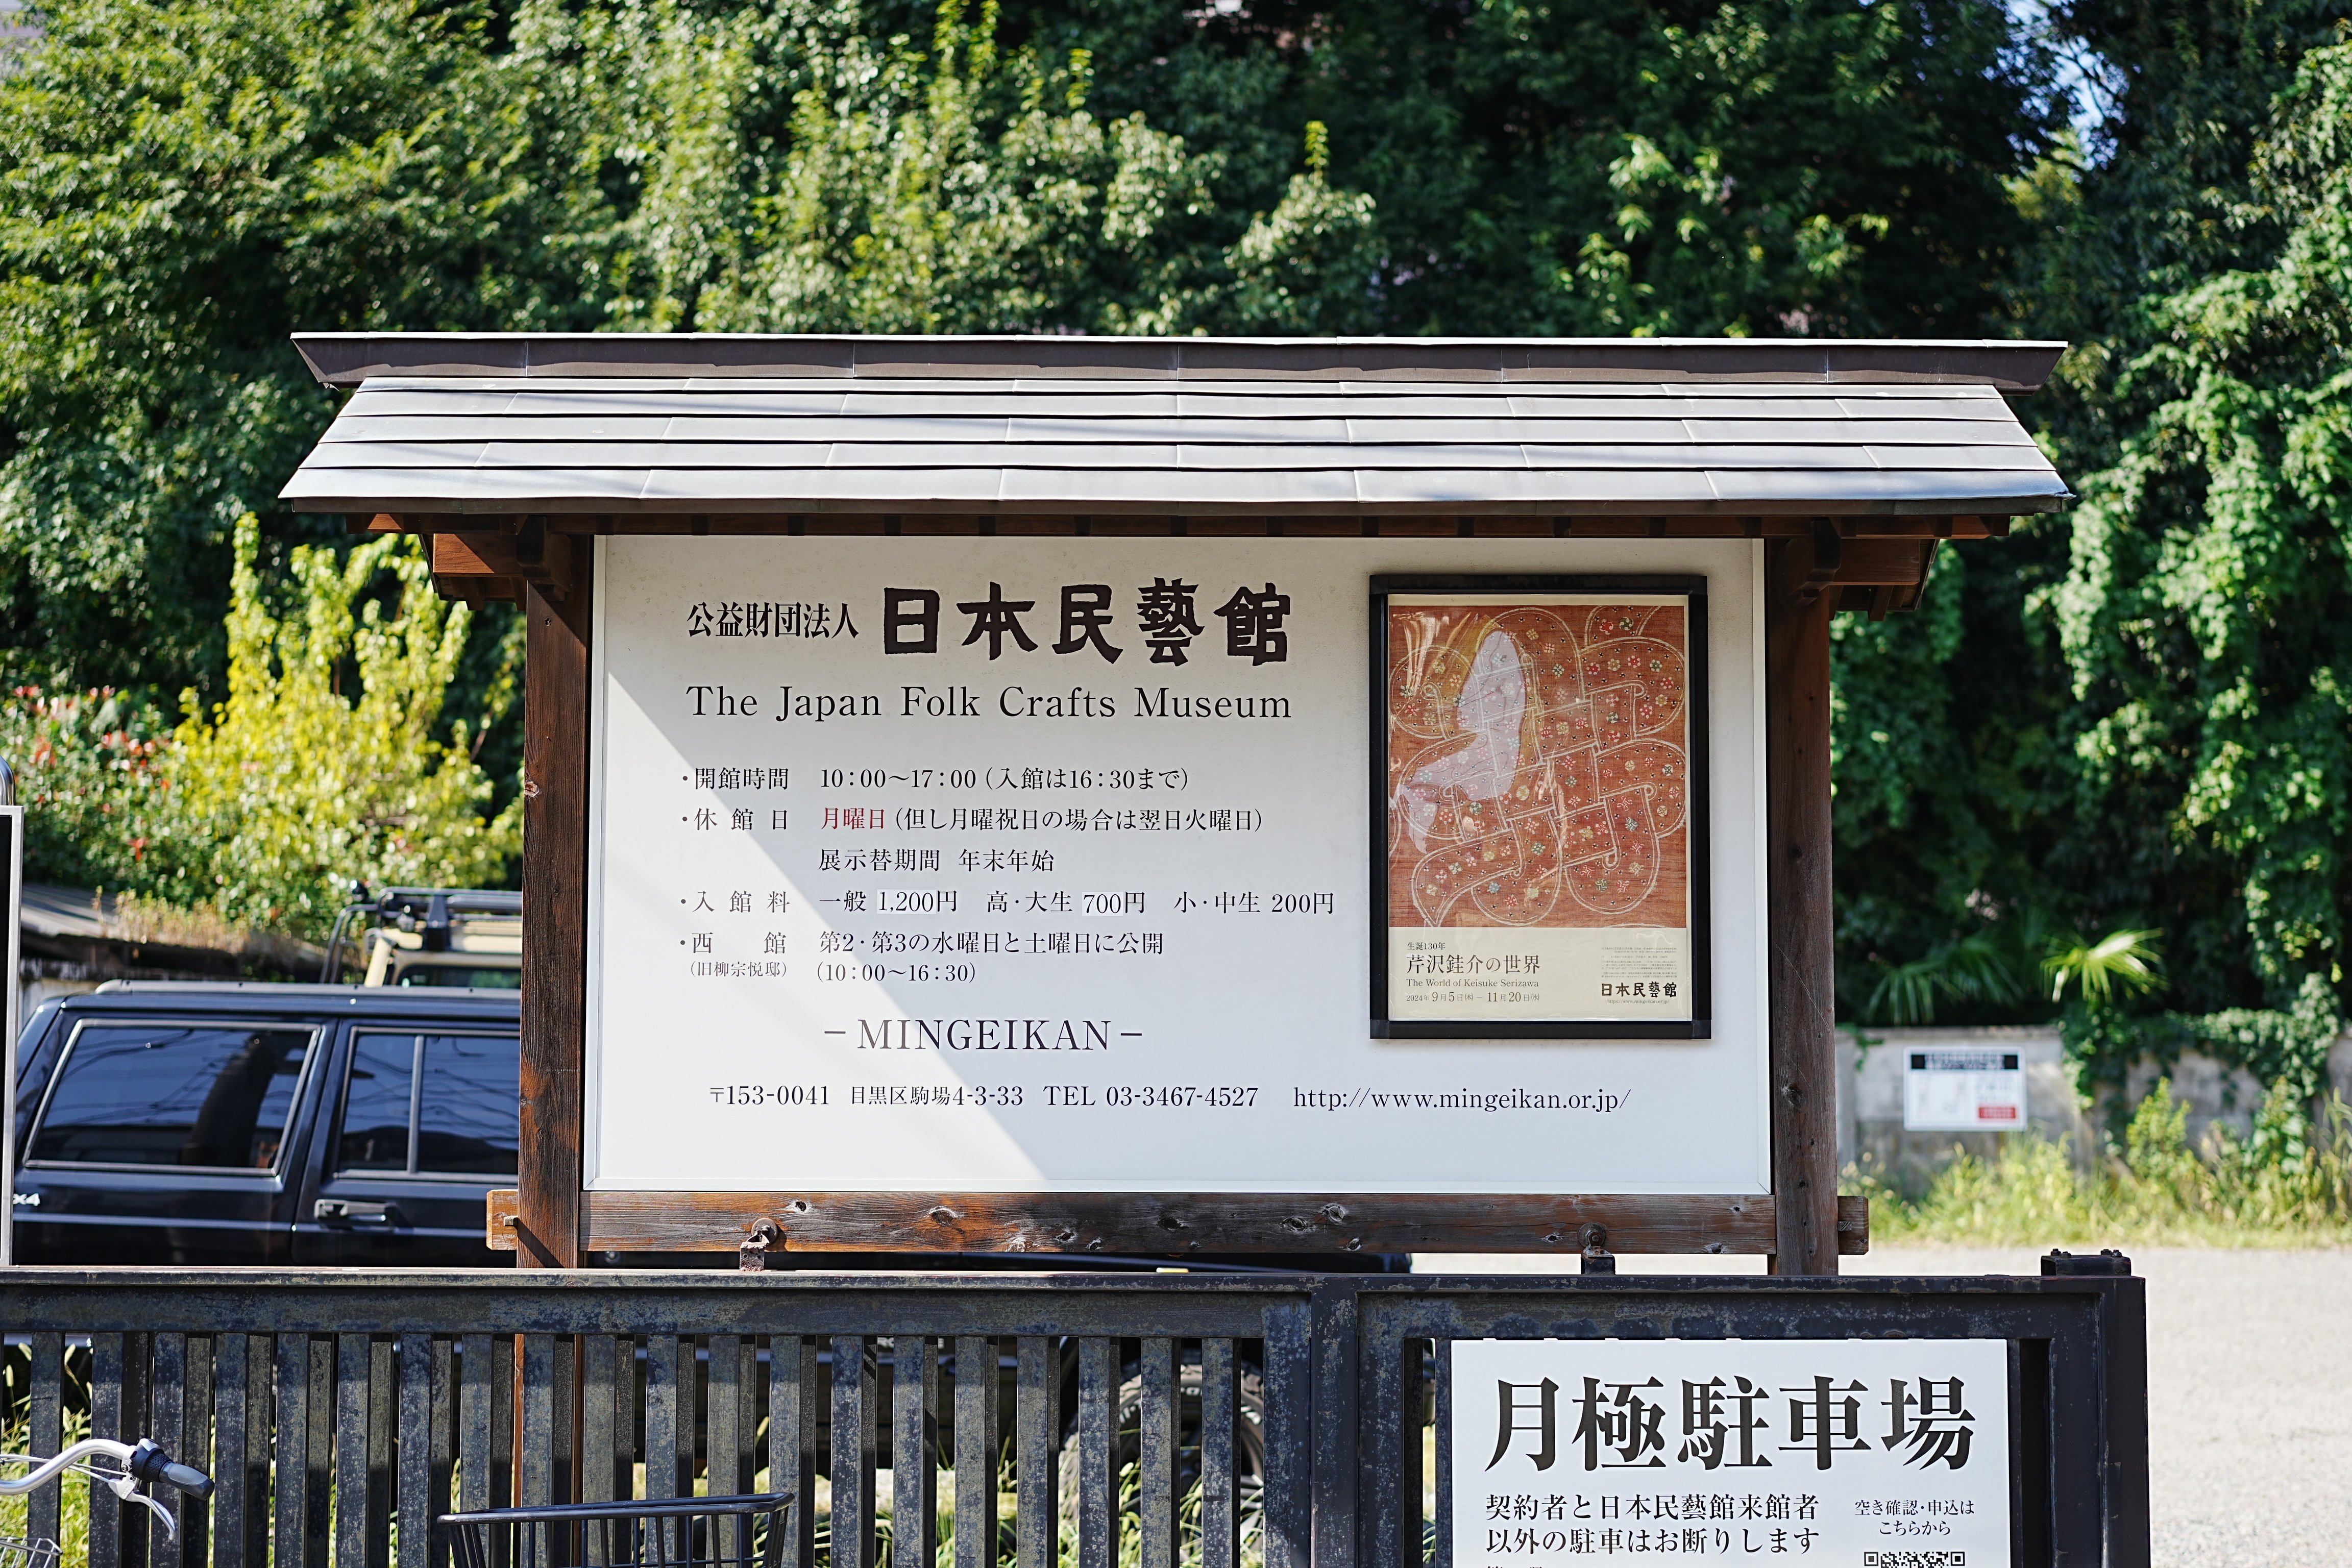 公益財団法人 日本民藝館
The Japan Folk Crafts Museum
・開館時間 10:00〜17:00(入館は16:30まで)
・休館日 月曜日(但し月曜祝日の場合は翌日火曜日)
展示替期間 年末年始
・入館料 一般 1,200円 高・大生 700円 小・中生 200円
・西館 第2・第3の水曜日と土曜日に公開
(旧柳宗悦邸) (10:00〜16:30)
－MINGEIKAN－
〒153-0041 目黒区駒場4-3-33 TEL 03-3467-4527 http://www.mingeikan.or.jp/
生誕130年
芹沢銈介の世界
The World of Keisuke Serizawa
2024年 9月5日(木) － 11月20日(水)
日本民藝館
x4
月極駐車場
契約者と日本民藝館来館者
以外の駐車はお断りします
空き確認・申込は
こちらから